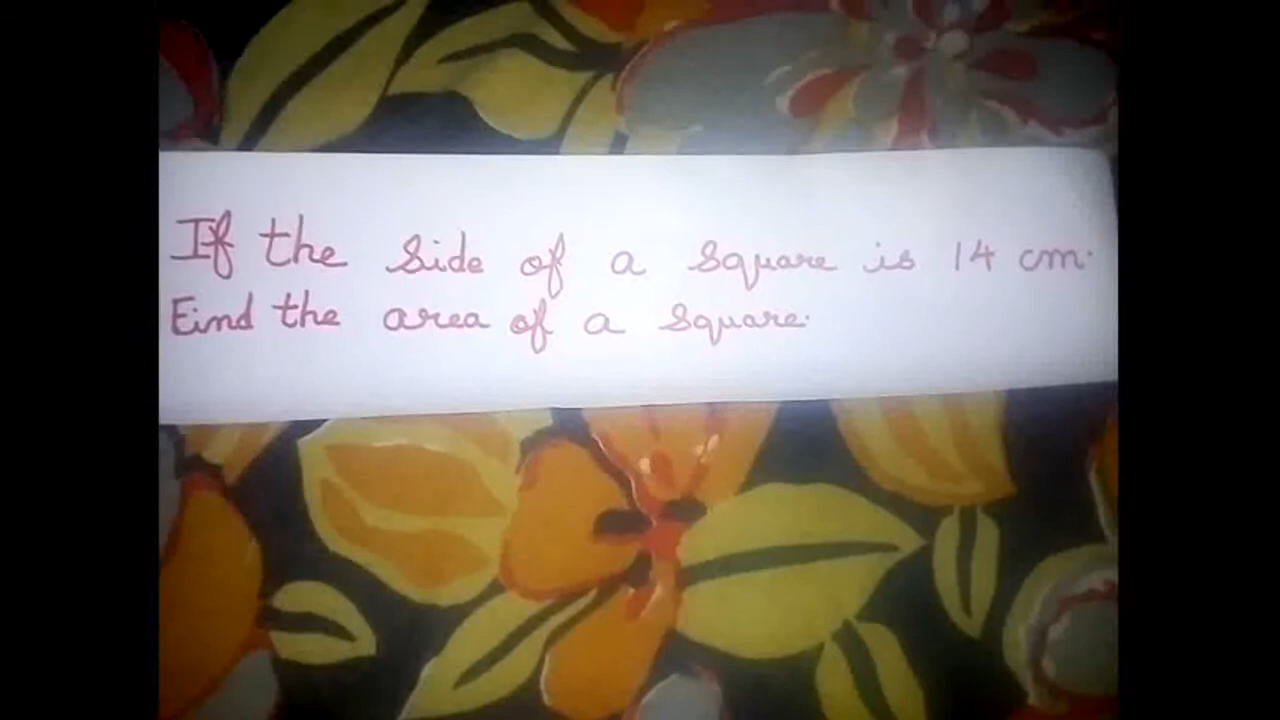 If the side of a square is 14 cm.
Find the area of a square.